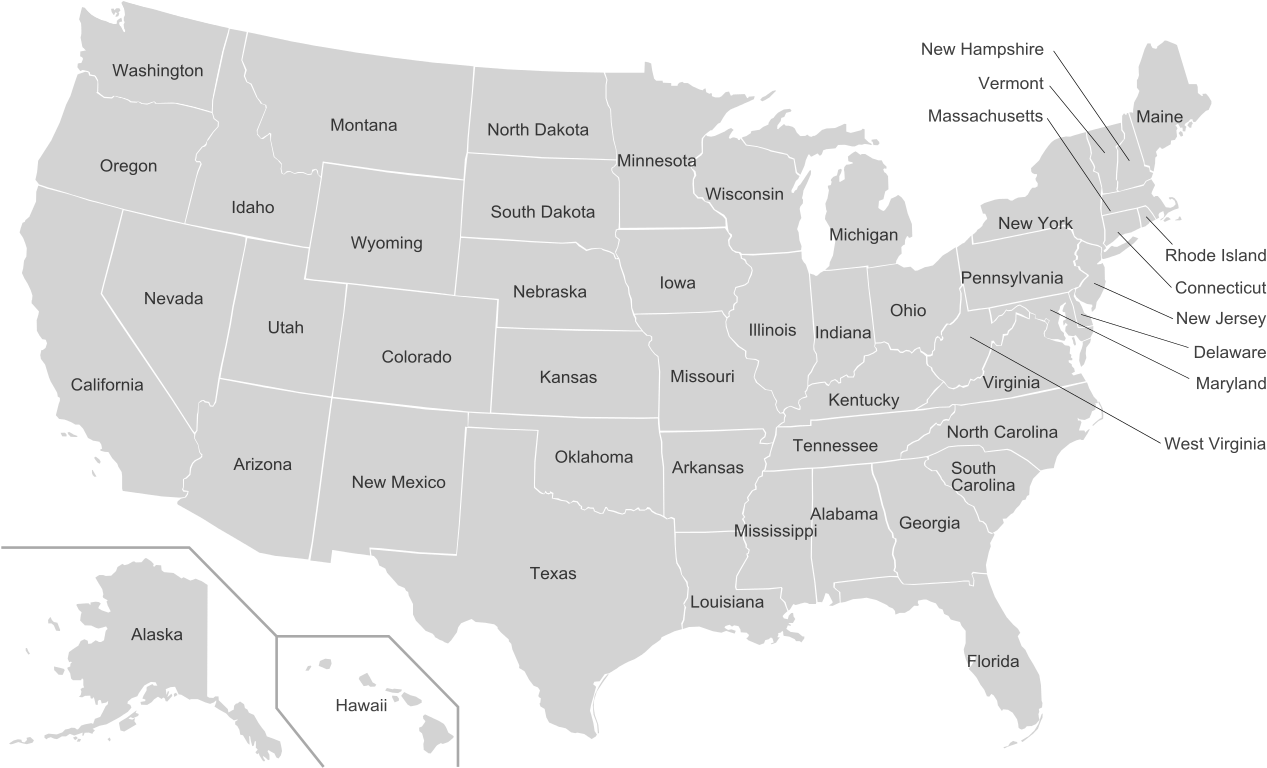 New Hampshire
Vermont
Massachusetts
Maine
Washington
Montana
North Dakota
Minnesota
Oregon
Idaho
Wyoming
South Dakota
Wisconsin
Michigan
New York
Rhode Island
Connecticut
Pennsylvania
New Jersey
Nevada
Utah
Colorado
Nebraska
Iowa
Illinois
Indiana
Ohio
Delaware
Maryland
California
Kansas
Missouri
Kentucky
Virginia
West Virginia
Arizona
New Mexico
Oklahoma
Arkansas
Tennessee
North Carolina
South
Carolina
Mississippi
Alabama
Georgia
Texas
Louisiana
Florida
Alaska
Hawaii